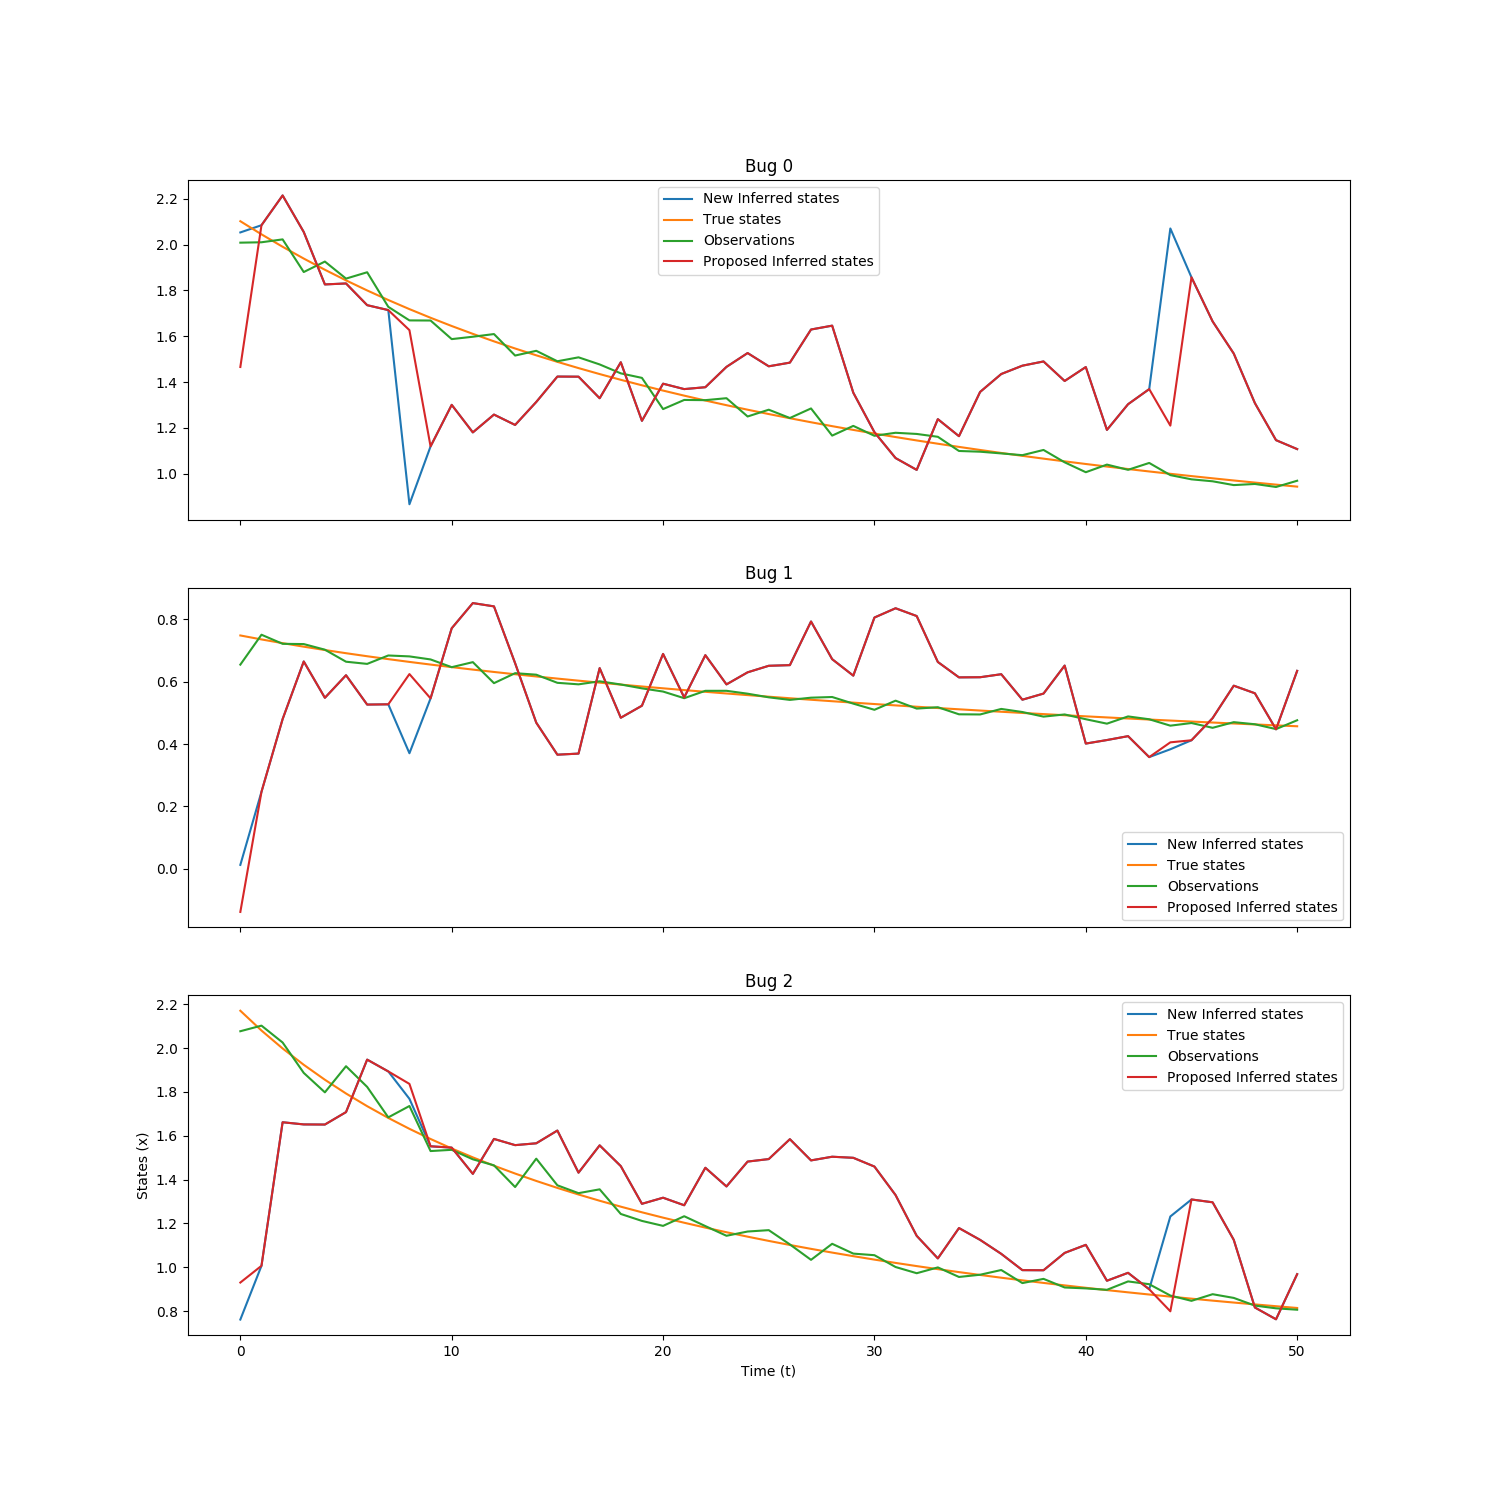 Bug 0
2.2
2.0
1.8
1.6
1.4
1.2
1.0
New Inferred states
True states
Observations
Proposed Inferred states
Bug 1
0.8
0.6
0.4
0.2
0.0
New Inferred states
True states
Observations
Proposed Inferred states
Bug 2
States (x)
2.2
2.0
1.8
1.6
1.4
1.2
1.0
0.8
New Inferred states
True states
Observations
Proposed Inferred states
0 10 20 30 40 50
Time (t)